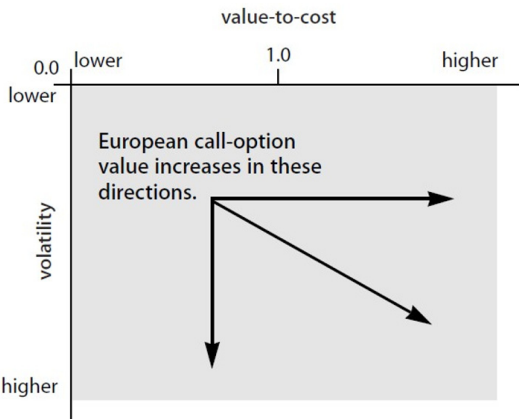 value-to-cost
0.0 lower 1.0 higher
lower
European call-option
value increases in these
directions.
volatility
higher